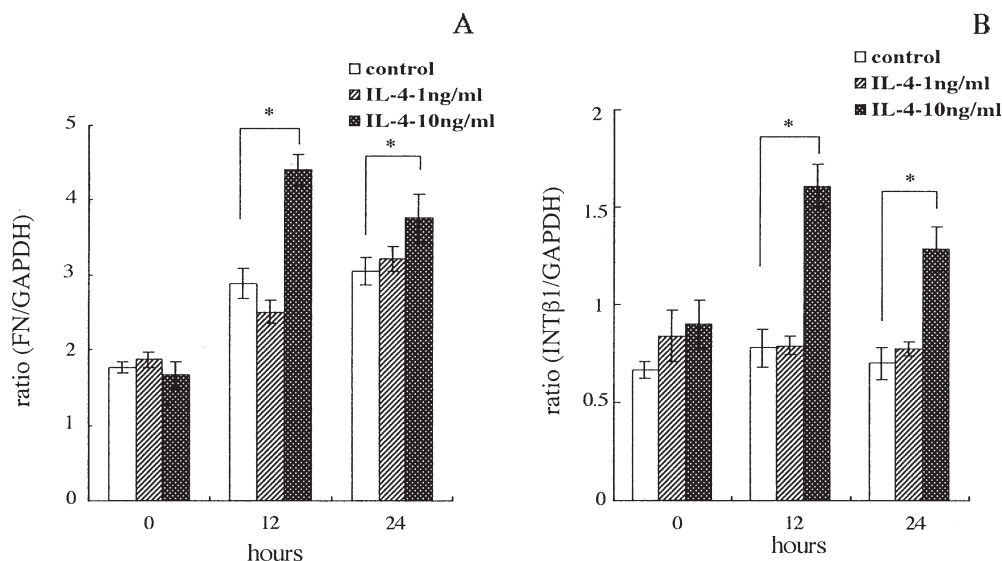 A
control
IL-4-1ng/ml
IL-4-10ng/ml
ratio (FN/GAPDH)
5
4
3
2
1
0
*
*
0
12
24
hours
B
control
IL-4-1ng/ml
IL-4-10ng/ml
ratio (INTβ1/GAPDH)
2
1.5
1
0.5
0
*
*
0
12
24
hours